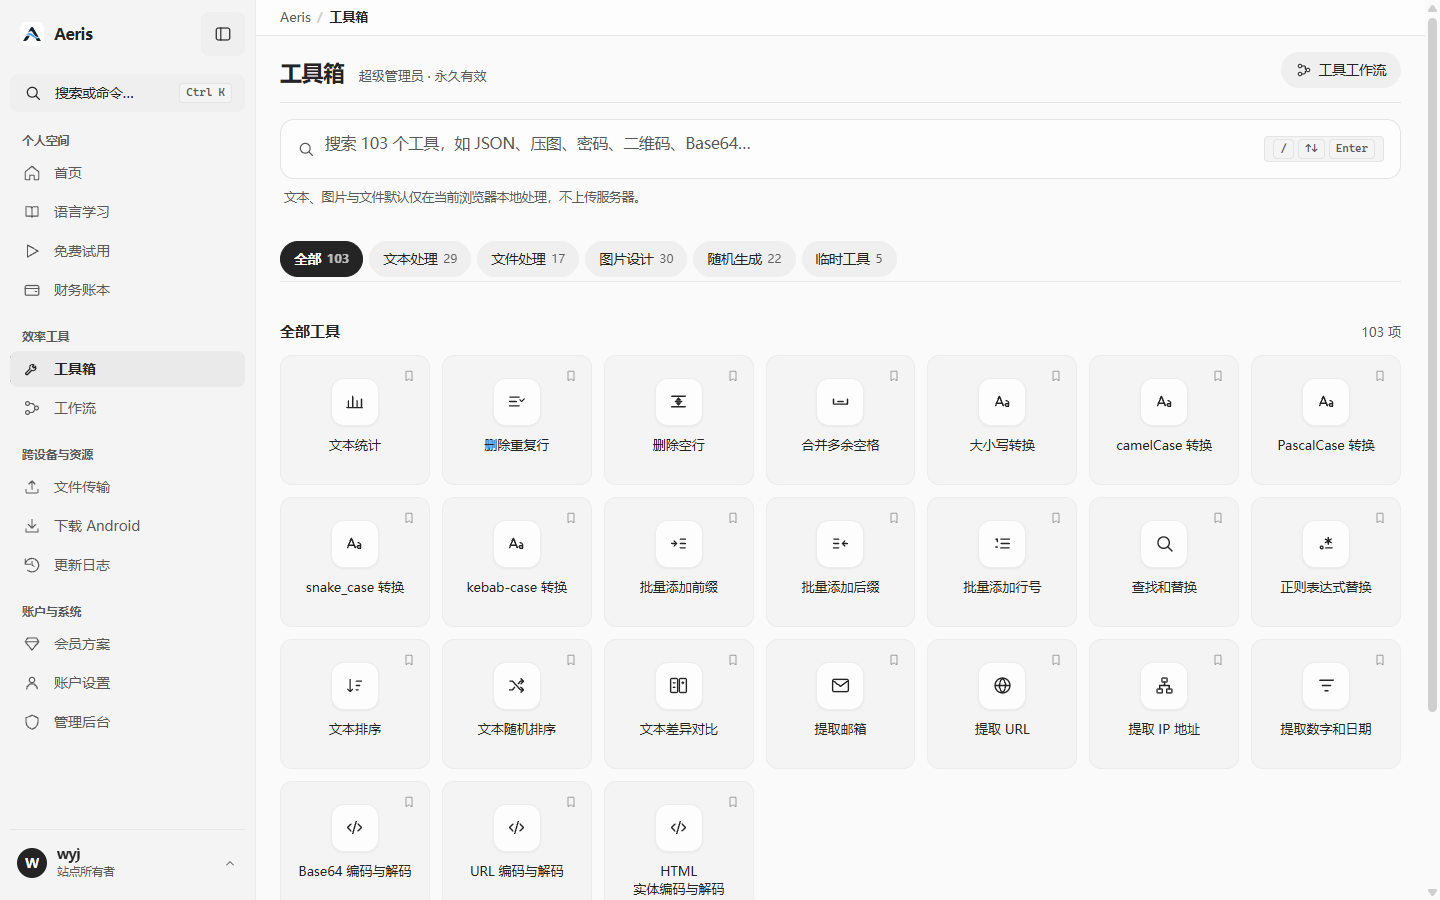 Aeris
搜索或命令...
Ctrl K
个人空间
首页
语言学习
免费试用
财务账本
效率工具
工具箱
工作流
跨设备与资源
文件传输
下载 Android
更新日志
账户与系统
会员方案
账户设置
管理后台
W
wyj
站点所有者
Aeris / 工具箱
工具箱 超级管理员 · 永久有效
工具工作流
搜索 103 个工具，如 JSON、压图、密码、二维码、Base64...
/ ↑↓ Enter
文本、图片与文件默认仅在当前浏览器本地处理，不上传服务器。
全部 103
文本处理 29
文件处理 17
图片设计 30
随机生成 22
临时工具 5
全部工具
103 项
文本统计
删除重复行
删除空行
合并多余空格
Aa
大小写转换
Aa
camelCase 转换
Aa
PascalCase 转换
Aa
snake_case 转换
Aa
kebab-case 转换
批量添加前缀
批量添加后缀
批量添加行号
查找和替换
正则表达式替换
文本排序
文本随机排序
文本差异对比
提取邮箱
提取 URL
提取 IP 地址
提取数字和日期
Base64 编码与解码
URL 编码与解码
HTML
实体编码与解码